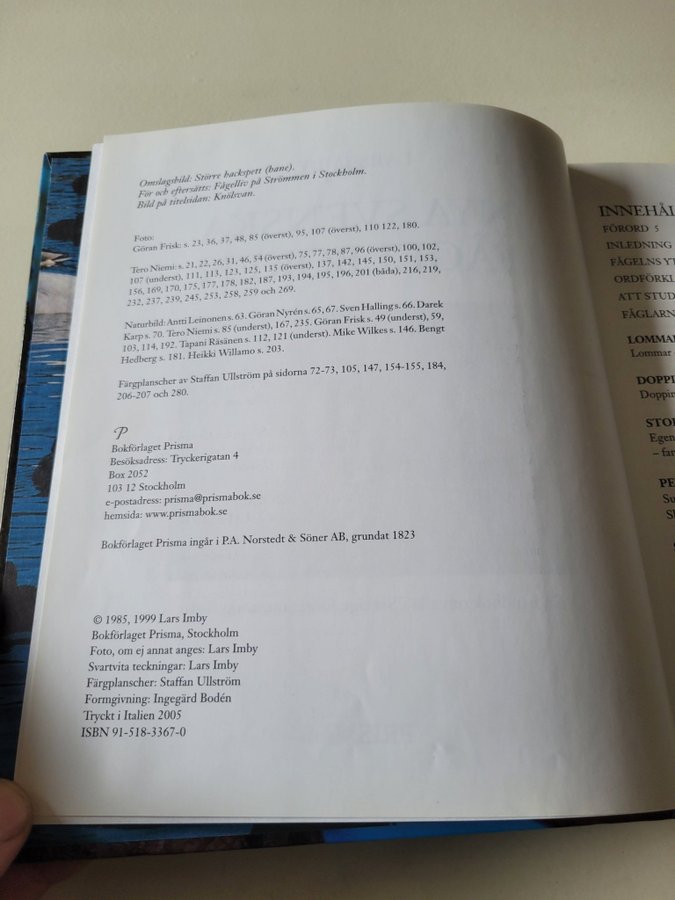 Omslagsbild: Större hackspett (hane).
För och eftersätts: Fågelliv på Strömmen i Stockholm.
Bild på titelsidan: Knölsvan.
Foto:
Göran Frisk: s. 23, 36, 37, 48, 85 (överst), 95, 107 (överst), 110 122, 180.
Tero Niemi: s. 21, 22, 26, 31, 46, 54 (överst), 75, 77, 78, 87, 96 (överst), 100, 102,
107 (underst), 111, 113, 123, 125, 135 (överst), 137, 142, 145, 150, 151, 153,
156, 169, 170, 175, 177, 178, 182, 187, 193, 194, 195, 196, 201 (båda), 216, 219,
232, 237, 239, 245, 253, 258, 259 och 269.
Naturbild: Antti Leinonen s. 63. Göran Nyrén s. 65, 67. Sven Halling s. 66. Darek
Karp s. 70. Tero Niemi s. 85 (underst), 167, 235. Göran Frisk s. 49 (underst), 59,
103, 114, 192. Tapani Räsänen s. 112, 121 (underst). Mike Wilkes s. 146. Bengt
Hedberg s. 181. Heikki Willamo s. 203.
Färgplanscher av Staffan Ullström på sidorna 72-73, 105, 147, 154-155, 184,
206-207 och 280.
P
Bokförlaget Prisma
Besöksadress: Tryckerigatan 4
Box 2052
103 12 Stockholm
e-postadress: prisma@prismabok.se
hemsida: www.prismabok.se
Bokförlaget Prisma ingår i P.A. Norstedt & Söner AB, grundat 1823
© 1985, 1999 Lars Imby
Bokförlaget Prisma, Stockholm
Foto, om ej annat anges: Lars Imby
Svartvita teckningar: Lars Imby
Färgplanscher: Staffan Ullström
Formgivning: Ingegärd Bodén
Tryckt i Italien 2005
ISBN 91-518-3367-0
INNEHÅL
FÖRORD 5
INLEDNING
FÅGELNS YT
ORDFÖRKL
ATT STUD
FÅGLARN
LOMMAR
Lommar
DOPPI
Doppin
STOR
Egen
– far
PE
Su